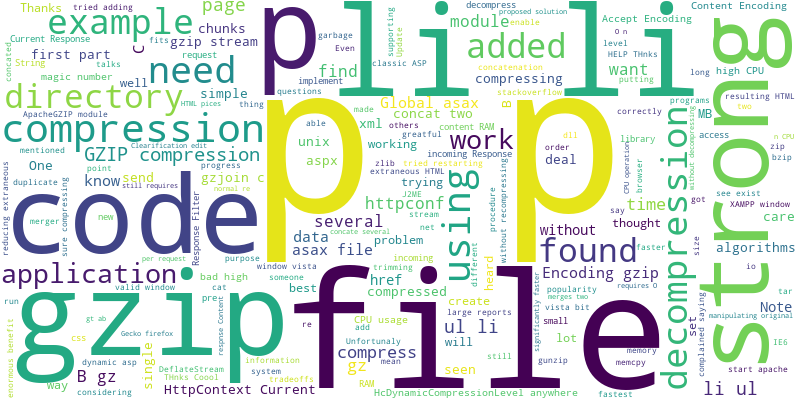 p li li
example
Thanks
tried adding
page
Current Response
fits
chunks
String
talks
request
C
gzip stream
first part
magic number
well
simple
need
find
directory
ApacheGZIP module
HTML pices
thing
questions
concated
compression
mentioned
Clearification edit
One
point
GZIP compression
know
send
progress
duplicate
still requires
code
reducing extraneous
sure compressing
merger
new
concate several
Response Filter
several
data
asax file
purpose
window vista
application
bad high
cat
someone
best
run
valid window
pre
gzip
file
css
gt ab
Gecko firefox
per request
response Content
CPU usage
add
Unfortunaly
compress
mean
gz
enormous benefit
dynamic asp
DeflateStream
information
system
single
way
B gz
THnks Coool
tradeoffs
RAM
considering
HttpContext Current
HcDynamicCompressionLevel anywhere
garbage
Even
supporting
Update
decompress
proposed solution
enable
classic ASP
module
added
implement
concatenation
stackoverflow
compressing
Global asax
B
concat two
able
made
others
content RAM
xml
greatful
unix
working
zlib
tried restarting
incoming Response
extraneous HTML
aspx
gzjoin c
J2ME
trying
normal re
httpconf
stream
problem
net
incoming
trimming
href
compressed
create
large reports
ul li
re
will
seen
still
using
different
heard
procedure
without recompressing
work
dll
order
deal
say
without
found
Encoding gzip
popularity
merges two
vista bit
significantly faster
small
lot
gunzip
memory
memcpy
fastest
Accept Encoding
O n
level
HELP THnks
want
putting
correctly
library
browser
CPU operation
time
thought
got
faster
size
requires O
set
decompression
without decompressing
complained saying
Content Encoding
long
high CPU
resulting HTML
programs
two
MB
access
n CPU
zip
bzip
see exist
XAMPP window
care
algorithms
io
tar
Note
manipulating original
IE6
start apache
li ul
strong